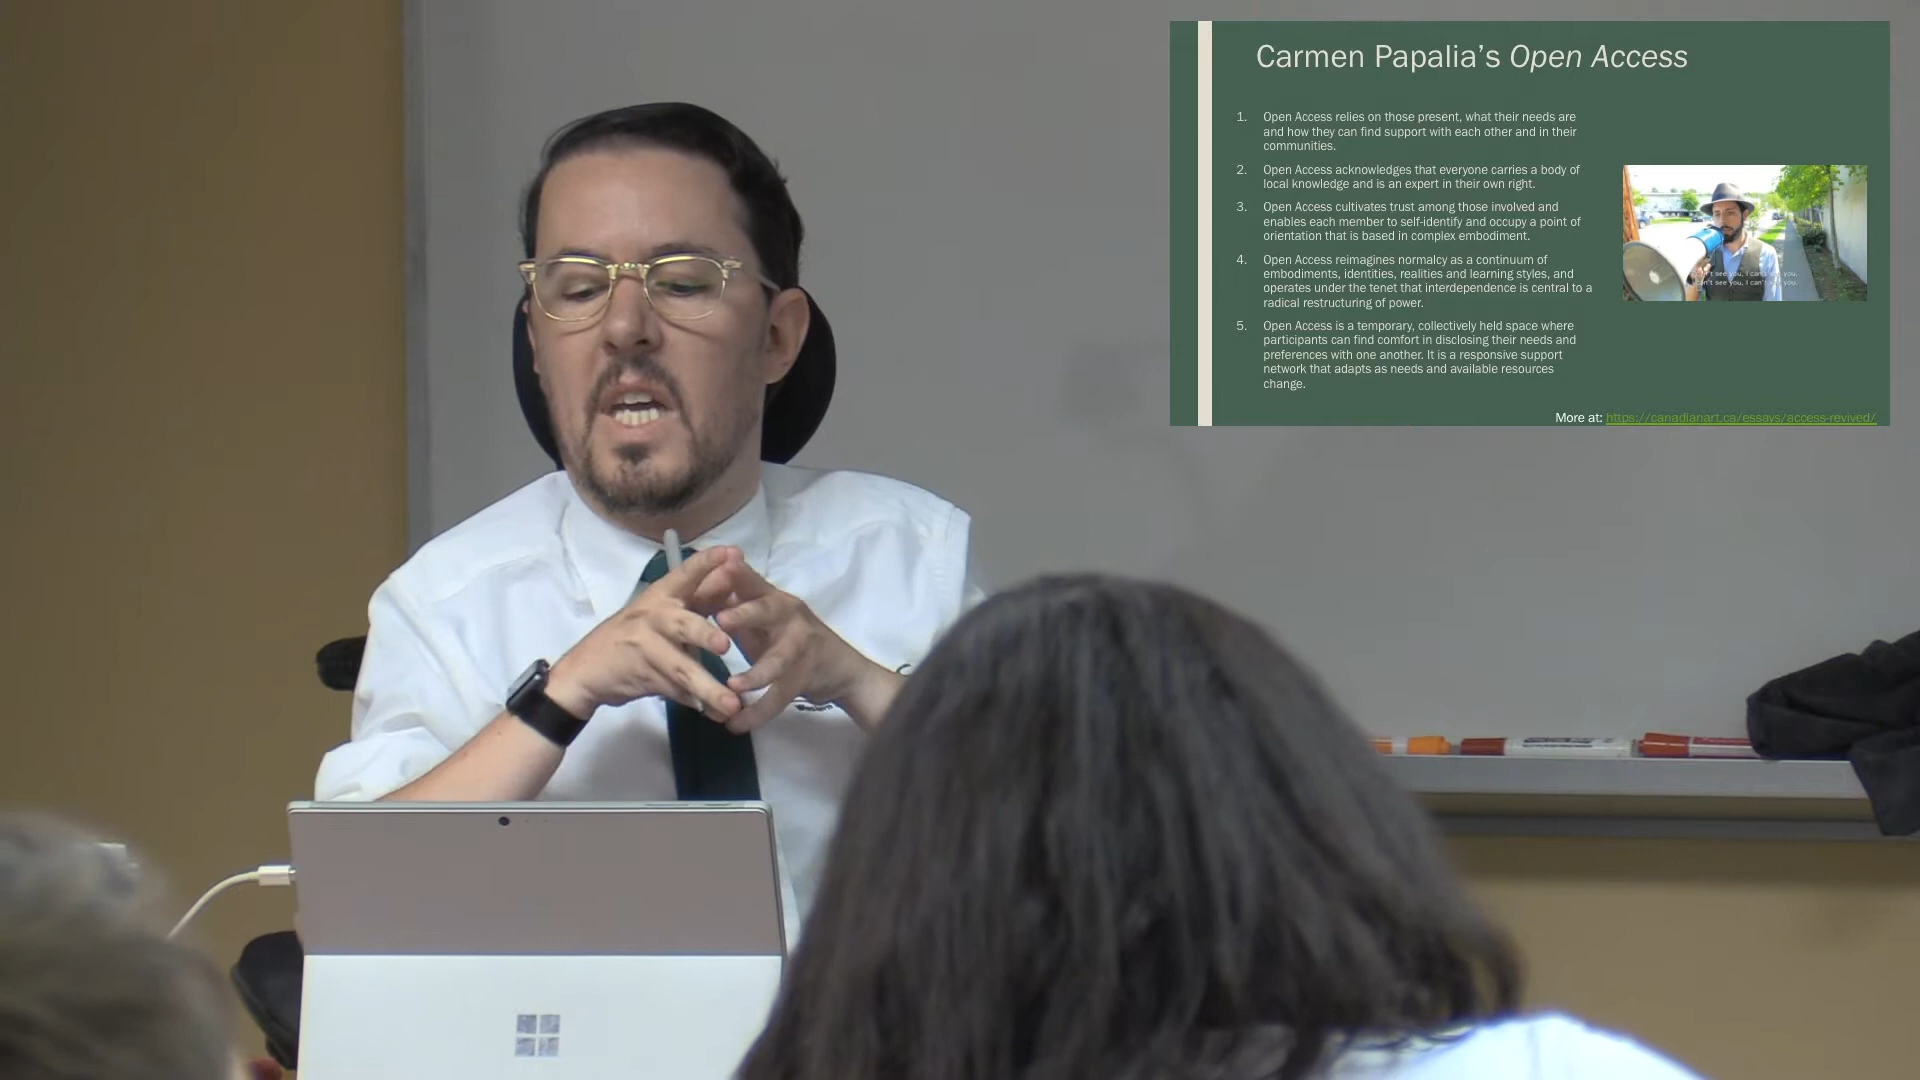 Carmen Papalia's Open Access
1. Open Access relies on those present, what their needs are
and how they can find support with each other and in their
communities.
2. Open Access acknowledges that everyone carries a body of
local knowledge and is an expert in their own right.
3. Open Access cultivates trust among those involved and
enables each member to self-identify and occupy a point of
orientation that is based in complex embodiment.
4. Open Access reimagines normalcy as a continuum of
embodiments, identities, realities and learning styles, and
operates under the tenet that interdependence is central to a
radical restructuring of power.
5. Open Access is a temporary, collectively held space where
participants can find comfort in disclosing their needs and
preferences with one another. It is a responsive support
network that adapts as needs and available resources
change.
More at: https://canadianart.ca/essays/access-revived/